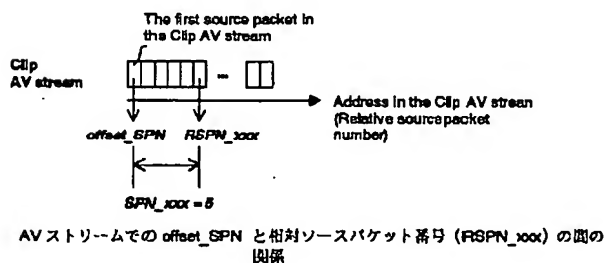 The first source packet in
the Clip AV stream
Clip
AV stream
...
Address in the Clip AV stream
(Relative source packet
number)
offset_SPN RSPN_xxx
SPN_xxx = 5
AVストリームでの offset_SPN と相対ソースパケット番号 (RSPN_xxx) の間の
関係